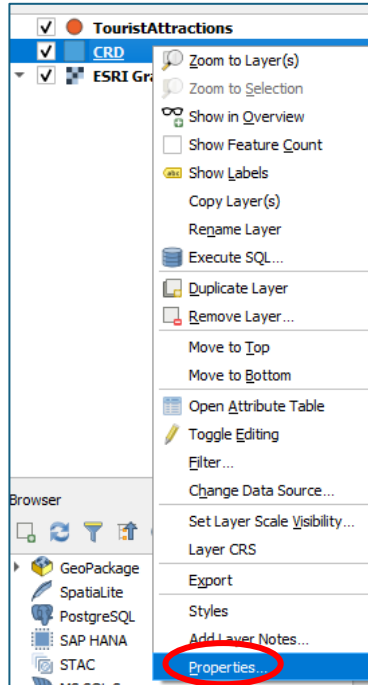 TouristAttractions
CRD
ESRI Gra
Zoom to Layer(s)
Zoom to Selection
Show in Overview
Show Feature Count
abc Show Labels
Copy Layer(s)
Rename Layer
Execute SQL...
Duplicate Layer
Remove Layer...
Move to Top
Move to Bottom
Open Attribute Table
Toggle Editing
Filter...
Change Data Source...
Set Layer Scale Visibility...
Layer CRS
Export
Styles
Add Layer Notes...
Properties...
Browser
GeoPackage
SpatiaLite
PostgreSQL
SAP HANA
STAC